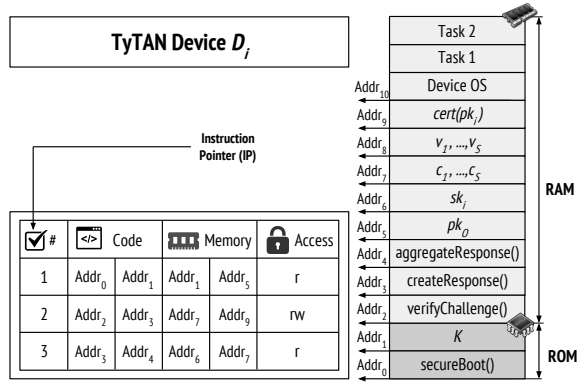 TyTAN Device D_i
Instruction
Pointer (IP)
# </> Code Memory Access
1 Addr_0 Addr_1 Addr_1 Addr_5 r
2 Addr_2 Addr_3 Addr_7 Addr_9 rw
3 Addr_3 Addr_4 Addr_6 Addr_7 r
Task 2
Task 1
Addr_10 Device OS
Addr_9 cert(pk_i)
Addr_8 v_1, ...,v_S
Addr_7 c_1, ...,c_S
Addr_6 sk_i
Addr_5 pk_O
Addr_4 aggregateResponse()
Addr_3 createResponse()
Addr_2 verifyChallenge()
Addr_1 K
Addr_0 secureBoot()
RAM
ROM